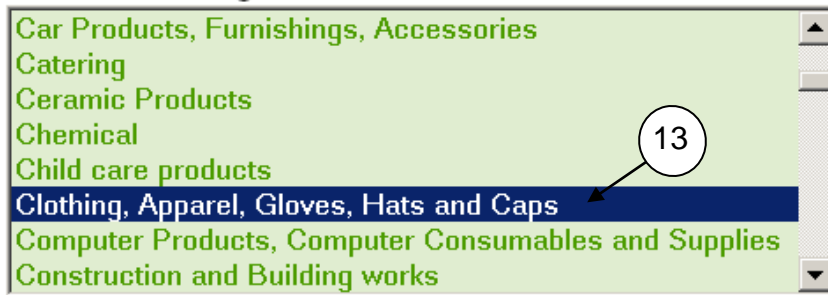 Car Products, Furnishings, Accessories
Catering
Ceramic Products
Chemical
13
Child care products
Clothing, Apparel, Gloves, Hats and Caps
Computer Products, Computer Consumables and Supplies
Construction and Building works